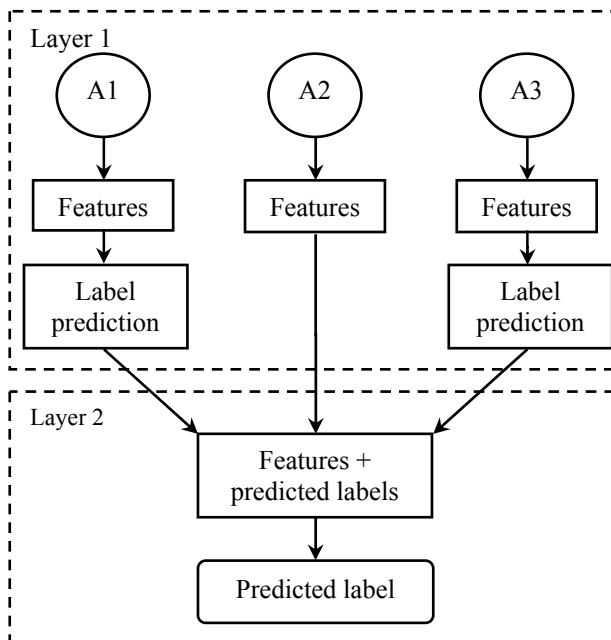 Layer 1
A1
A2
A3
Features
Features
Features
Label
prediction
Label
prediction
Layer 2
Features +
predicted labels
Predicted label